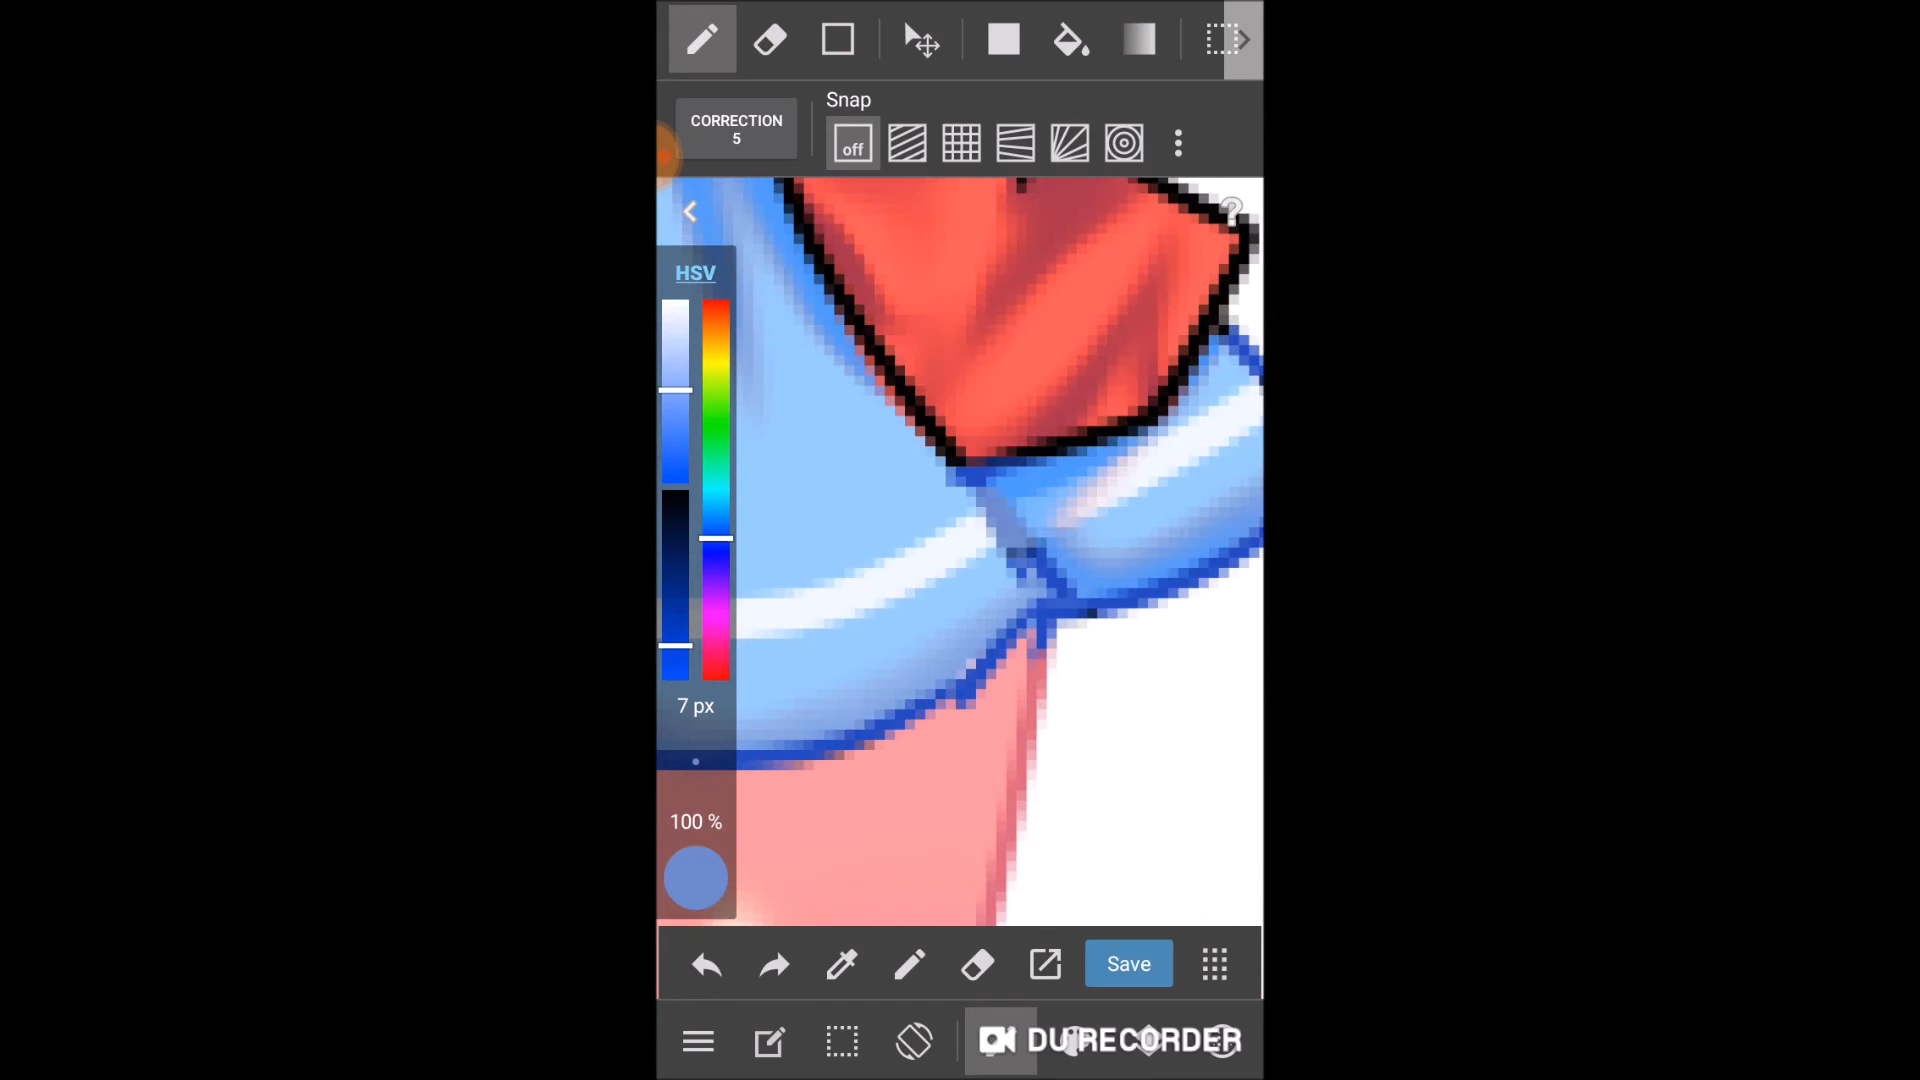 Snap
CORRECTION
5
off
?
HSV
7 px
100 %
Save
DU RECORDER